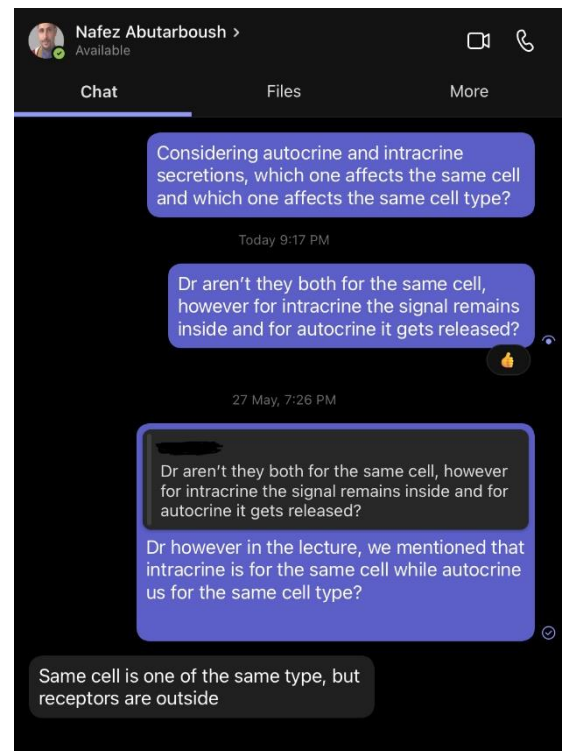 Nafez Abutarboush >
Available
Chat
Files
More
Considering autocrine and intracrine
secretions, which one affects the same cell
and which one affects the same cell type?
Today 9:17 PM
Dr aren't they both for the same cell,
however for intracrine the signal remains
inside and for autocrine it gets released?
👍
27 May, 7:26 PM
Dr aren't they both for the same cell, however
for intracrine the signal remains inside and for
autocrine it gets released?
Dr however in the lecture, we mentioned that
intracrine is for the same cell while autocrine
us for the same cell type?
Same cell is one of the same type, but
receptors are outside